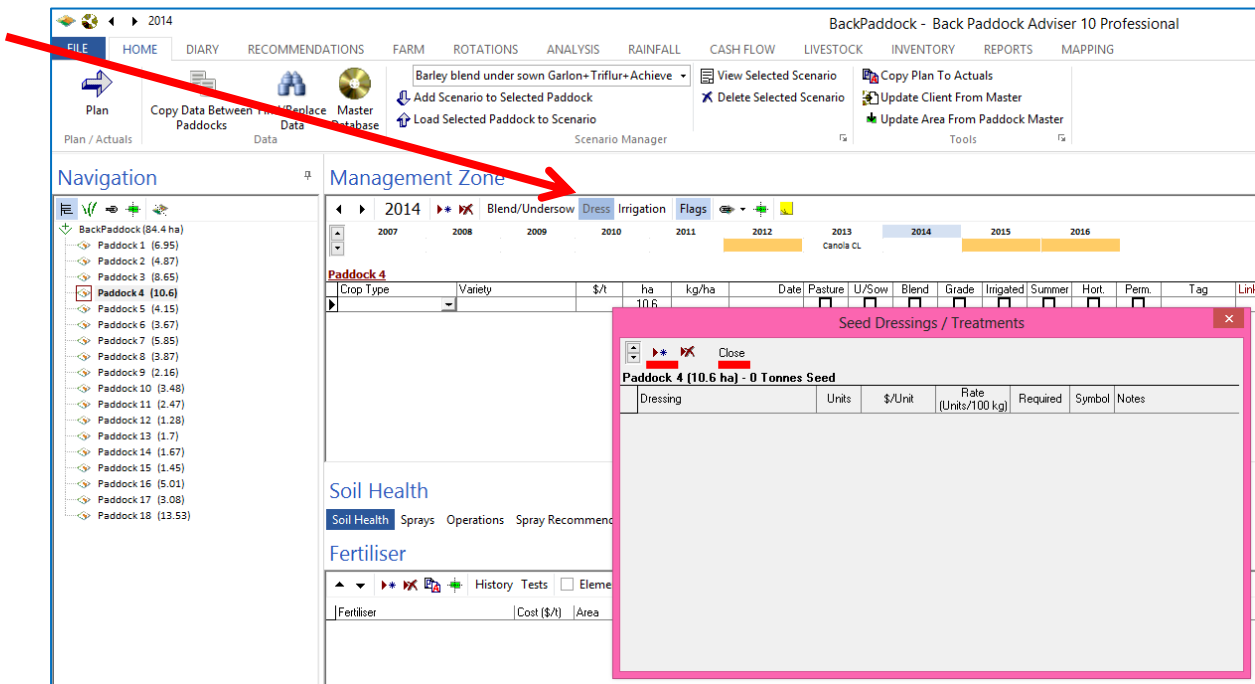 2014
BackPaddock - Back Paddock Adviser 10 Professional
FILE HOME DIARY RECOMMENDATIONS FARM ROTATIONS ANALYSIS RAINFALL CASH FLOW LIVESTOCK INVENTORY REPORTS MAPPING
Barley blend under sown Garlon+Triflur+Achieve View Selected Scenario Copy Plan To Actuals
Add Scenario to Selected Paddock Delete Selected Scenario Update Client From Master
Load Selected Paddock to Scenario Update Area From Paddock Master
Plan
Copy Data Between
Paddocks
Data
Master
Plan / Actuals Data Scenario Manager Tools
Navigation
BackPaddock (84.4 ha)
Paddock 1 (6.95)
Paddock 2 (4.87)
Paddock 3 (8.65)
Paddock 4 (10.6)
Paddock 5 (4.15)
Paddock 6 (3.67)
Paddock 7 (5.85)
Paddock 8 (3.87)
Paddock 9 (2.16)
Paddock 10 (3.48)
Paddock 11 (2.47)
Paddock 12 (1.28)
Paddock 13 (1.7)
Paddock 14 (1.67)
Paddock 15 (1.45)
Paddock 16 (5.01)
Paddock 17 (3.08)
Paddock 18 (13.53)
Management Zone
2014 Blend/Undersow Dress Irrigation Flags
2007 2008 2009 2010 2011 2012 2013 2014 2015 2016
Canola CL
Paddock 4
Crop Type Variety $/t ha kg/ha Date Pasture U/Sow Blend Grade Irrigated Summer Hort. Perm. Tag
10.6
Soil Health
Soil Health Sprays Operations Spray
Fertiliser
History Tests
Fertiliser Cost ($/t) Area
Seed Dressings / Treatments
Close
Paddock 4 (10.6 ha) - 0 Tonnes Seed
Dressing Units $/Unit Rate (Units/100 kg) Required Symbol Notes